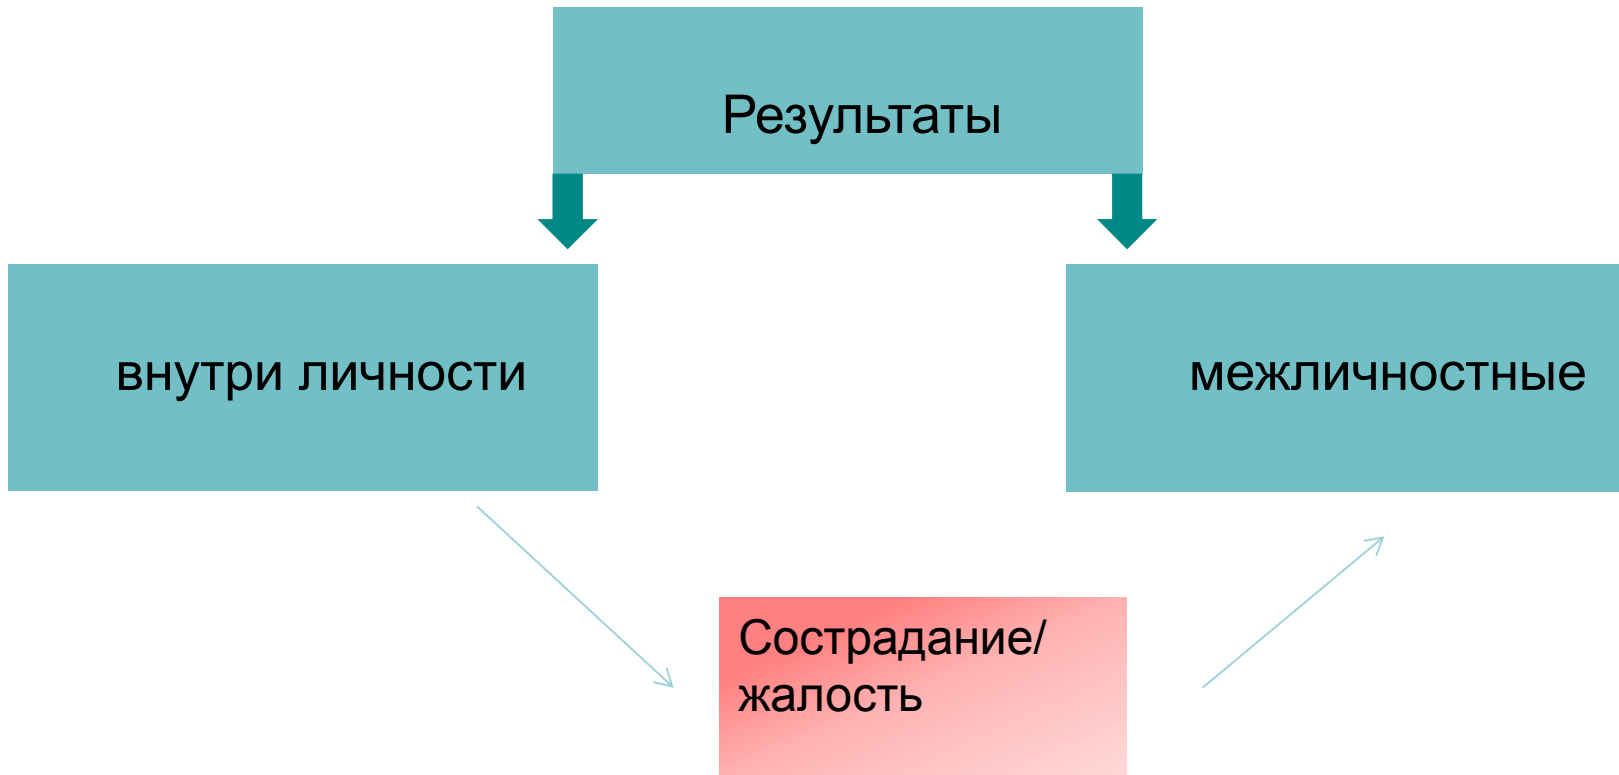 Результаты
внутри личности
межличностные
Сострадание/
жалость